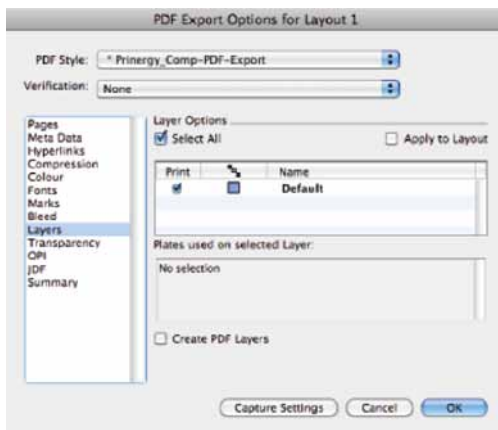 PDF Export Options for Layout 1
PDF Style: * Prinergy_Comp-PDF-Export
Verification: None
Pages
Meta Data
Hyperlinks
Compression
Colour
Fonts
Marks
Bleed
Layers
Transparency
OPI
JDF
Summary
Layer Options
Select All Apply to Layout
Print Name
Default
Plates used on selected Layer:
No selection
Create PDF Layers
Capture Settings Cancel OK